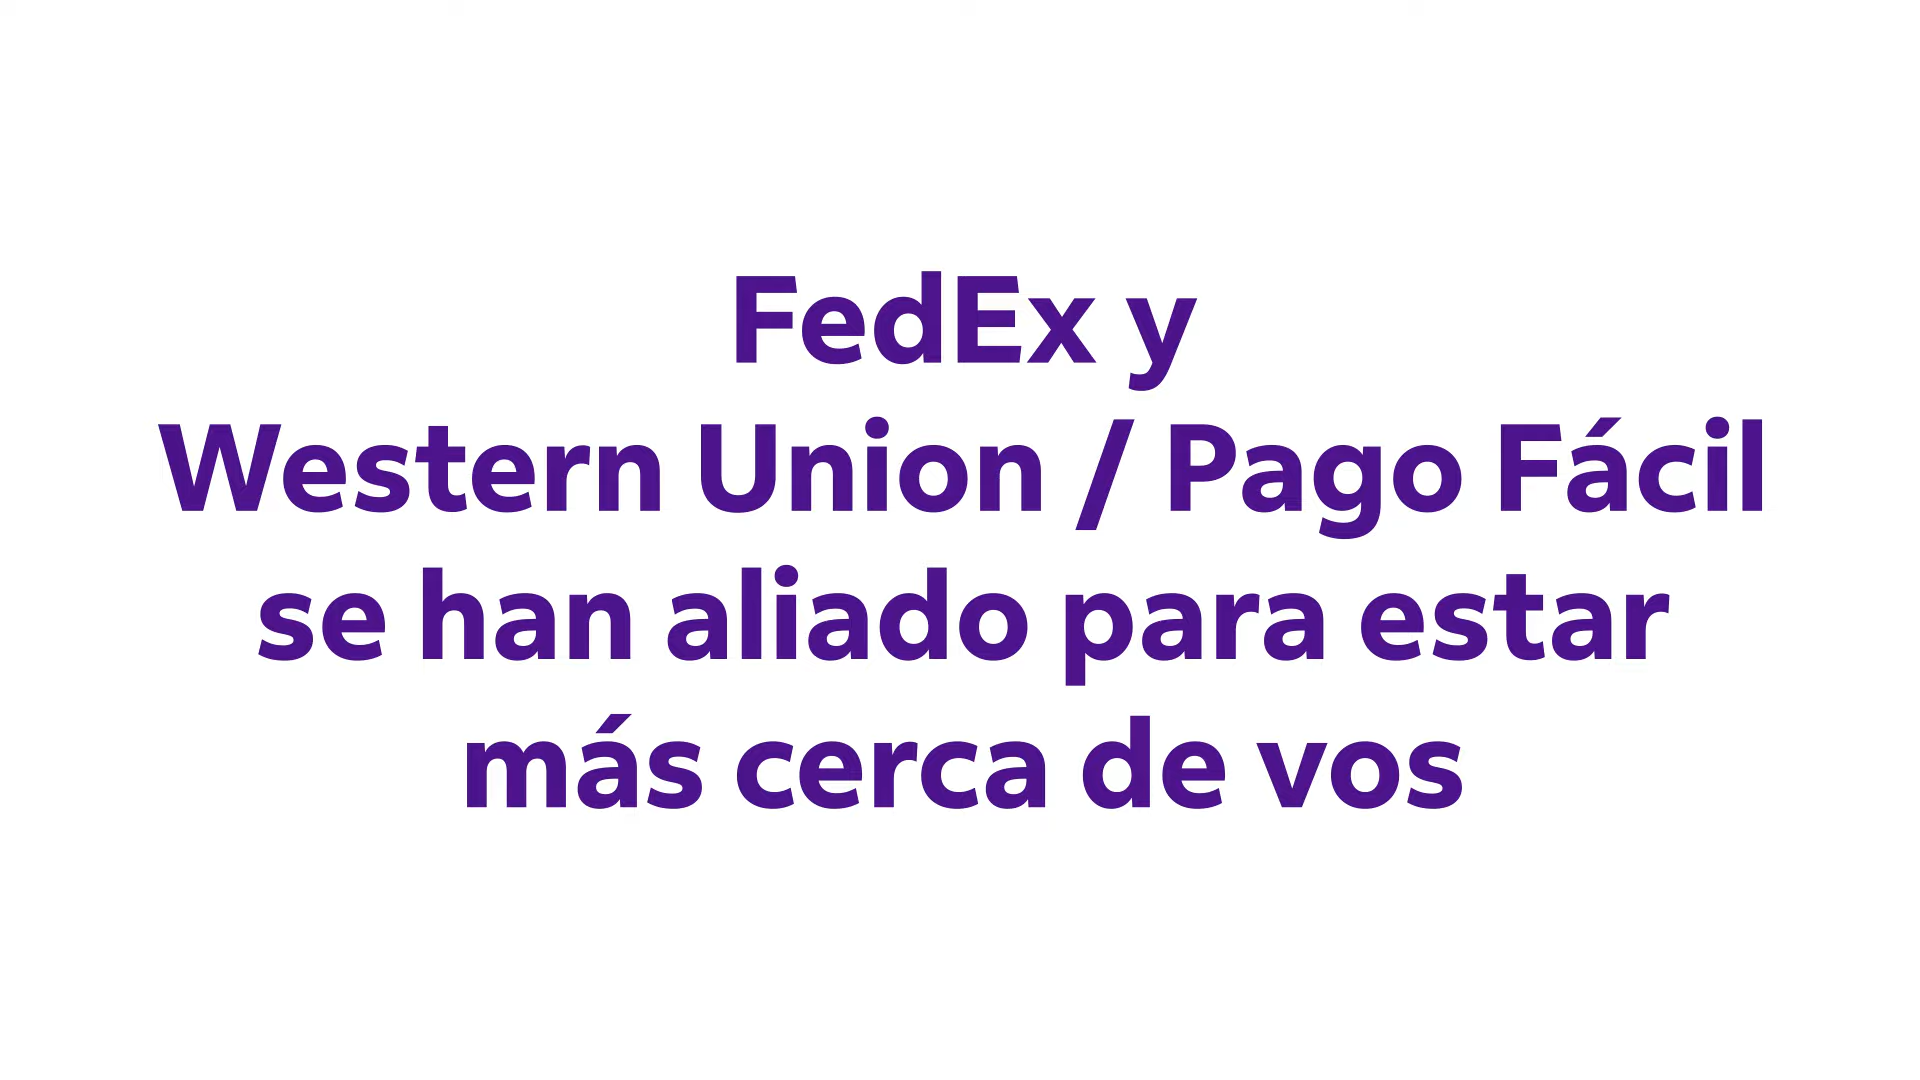 FedEx y
Western Union / Pago Fácil
se han aliado para estar
más cerca de vos